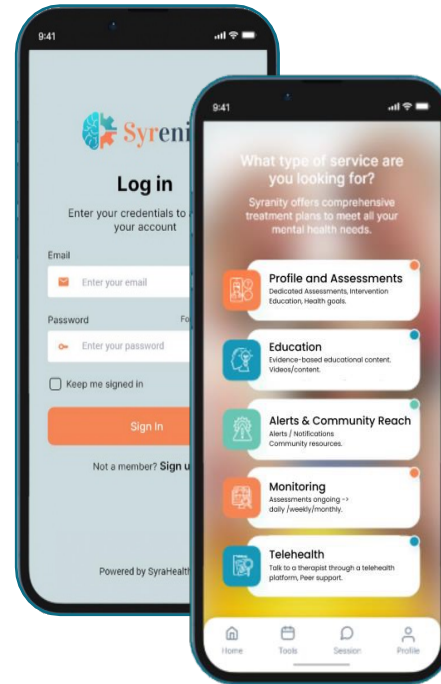 9:41
Syreni
Log in
Enter your credentials to
your account
Email
Enter your email
Password
Fo
Enter your password
Keep me signed in
Sign In
Not a member? Sign u
Powered by SyraHealth
9:41
What type of service are
you looking for?
Syranity offers comprehensive
treatment plans to meet all your
mental health needs.
Profile and Assessments
Dedicated Assessments, Intervention
Education, Health goals.
Education
Evidence-based educational content.
Videos/content.
Alerts & Community Reach
Alerts / Notifications
Community resources.
Monitoring
Assessments ongoing ->
daily /weekly/monthly.
Telehealth
Talk to a therapist through a telehealth
platform, Peer support.
Home
Tools
Session
Profile